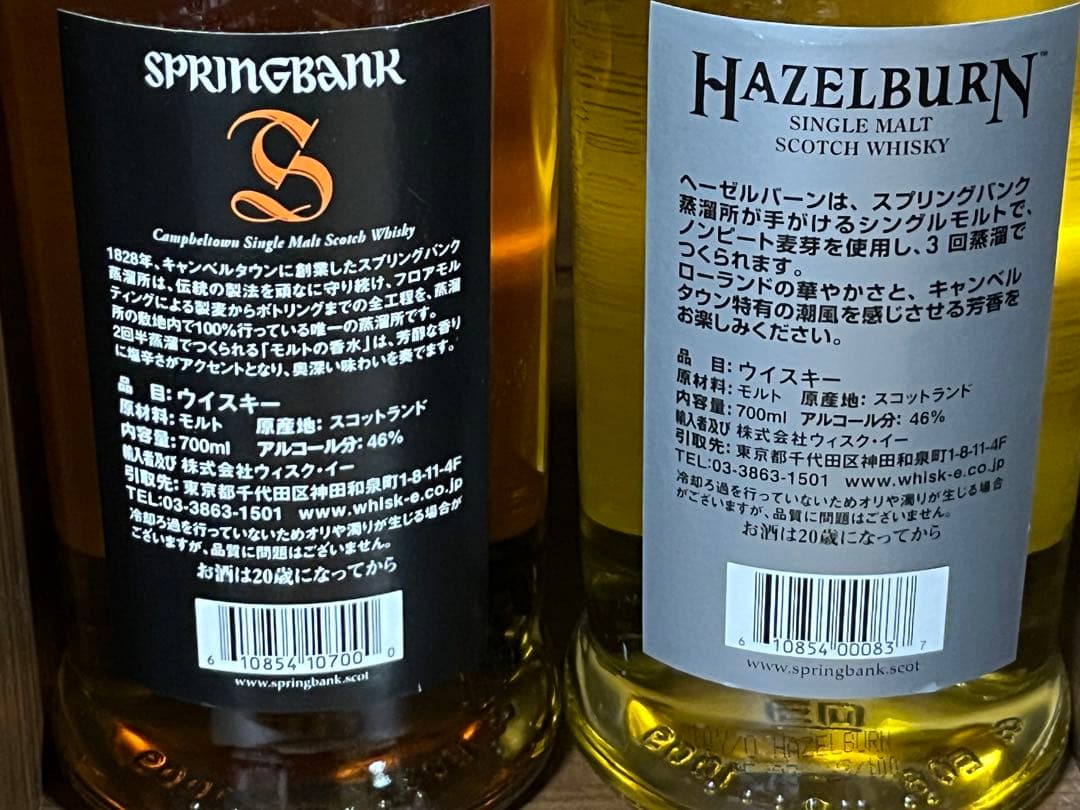 SPRINGBANK
S
Campbeltown Single Malt Scotch Whisky
1828年、キャンベルタウンに創業したスプリングバンク
蒸溜所は、伝統の製法を頑なに守り続け、フロアモル
ティングによる製麦からボトリングまでの全工程を、蒸溜
所の敷地内で100%行っている唯一の蒸溜所です。
2回半蒸溜でつくられる「モルトの香水」は、芳醇な香り
に塩辛さがアクセントとなり、奥深い味わいを奏でます。
品 目: ウイスキー
原材料: モルト 原産地: スコットランド
内容量: 700ml アルコール分: 46%
輸入者及び 株式会社ウィスク・イー
引取先: 東京都千代田区神田和泉町1-8-11-4F
TEL:03-3863-1501 www.whisk-e.co.jp
冷却ろ過を行っていないためオリや濁りが生じる場合が
ございますが、品質に問題はございません。
お酒は20歳になってから
6 10854 10700 0
www.springbank.scot
HAZELBURN™
SINGLE MALT
SCOTCH WHISKY
ヘーゼルバーンは、スプリングバンク
蒸溜所が手がけるシングルモルトで、
ノンピート麦芽を使用し、3回蒸溜で
つくられます。
ローランドの華やかさと、キャンベル
タウン特有の潮風を感じさせる芳香を
お楽しみください。
品 目: ウイスキー
原材料: モルト 原産地: スコットランド
内容量: 700ml アルコール分: 46%
輸入者及び 株式会社ウィスク・イー
引取先: 東京都千代田区神田和泉町1-8-11-4F
TEL:03-3863-1501 www.whisk-e.co.jp
冷却ろ過を行っていないためオリや濁りが生じる場合
がございますが、品質に問題はございません。
お酒は20歳になってから
6 10854 00083 7
www.springbank.scot
HAZELBURN